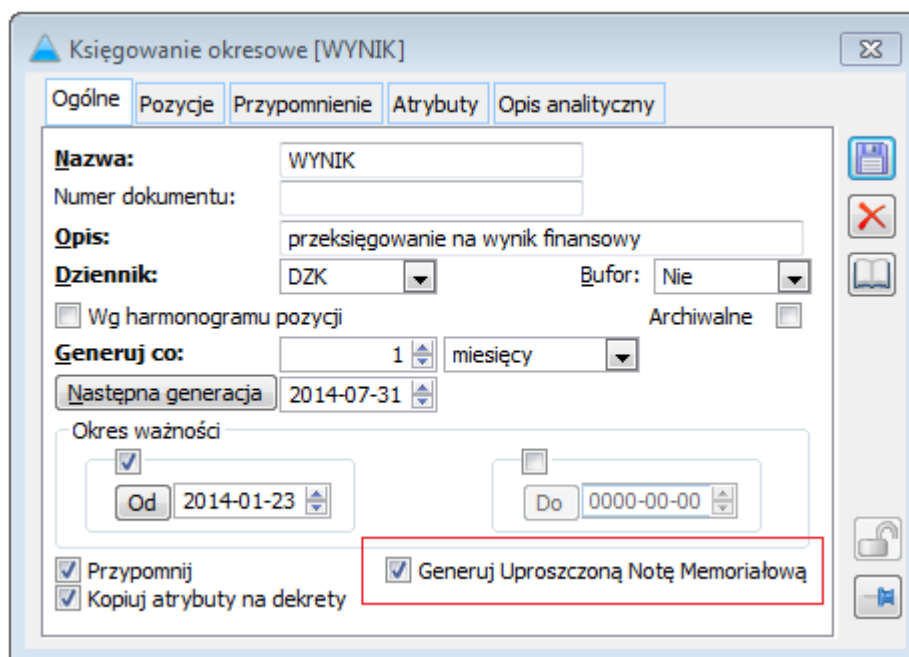 Księgowanie okresowe [WYNIK]
Ogólne Pozycje Przypomnienie Atrybuty Opis analityczny
Nazwa: WYNIK
Numer dokumentu:
Opis: przeksięgowanie na wynik finansowy
Dziennik: DZK Bufor: Nie
Wg harmonogramu pozycji Archiwalne
Generuj co: 1 miesięcy
Następna generacja 2014-07-31
Okres ważności
Od 2014-01-23 Do 0000-00-00
Przypomnij Generuj Uproszczoną Notę Memoriałową
Kopiuj atrybuty na dekrety